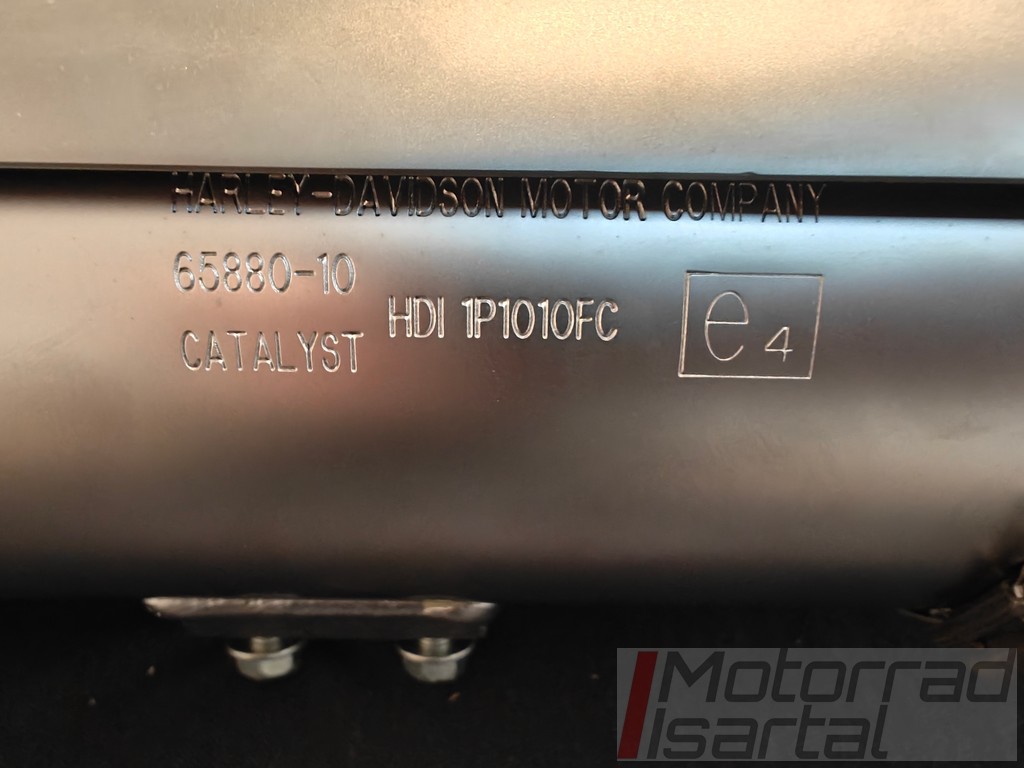 HARLEY-DAVIDSON MOTOR COMPANY
65880-10
HDI 1P1010FC
CATALYST
e4
Motorrad
Isartal